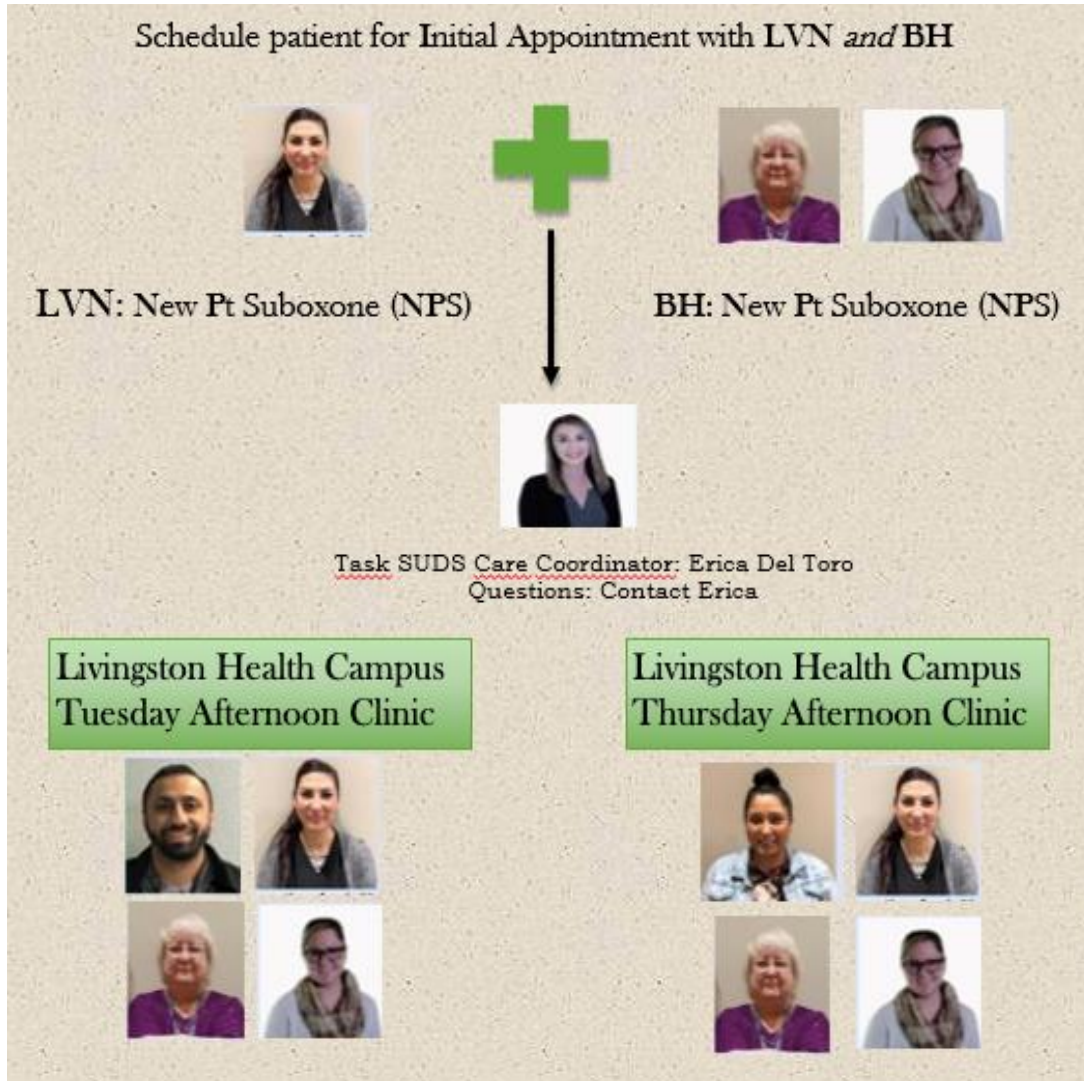 Schedule patient for Initial Appointment with LVN and BH
LVN: New Pt Suboxone (NPS)
BH: New Pt Suboxone (NPS)
Task SUDS Care Coordinator: Erica Del Toro
Questions: Contact Erica
Livingston Health Campus
Tuesday Afternoon Clinic
Livingston Health Campus
Thursday Afternoon Clinic